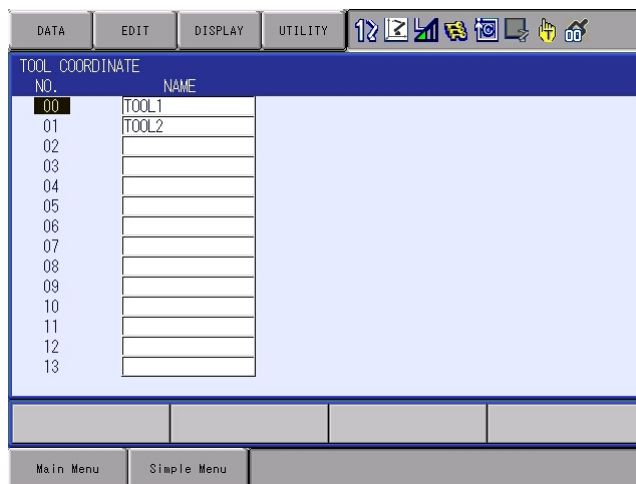 DATA EDIT DISPLAY UTILITY
TOOL COORDINATE
NO. NAME
00 TOOL1
01 TOOL2
02
03
04
05
06
07
08
09
10
11
12
13
Main Menu Simple Menu